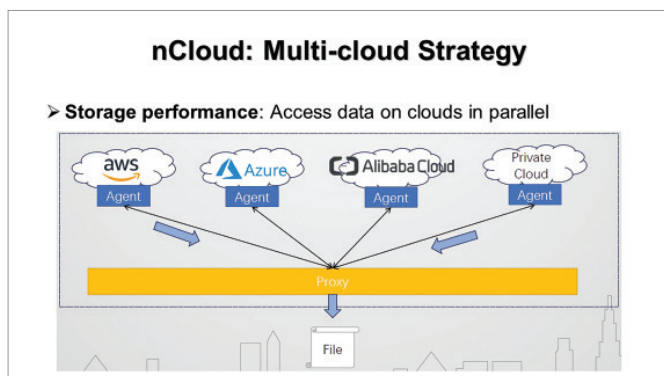 nCloud: Multi-cloud Strategy
➢ Storage performance: Access data on clouds in parallel
aws
Azure
Alibaba Cloud
Private
Cloud
Agent
Agent
Agent
Agent
Proxy
File